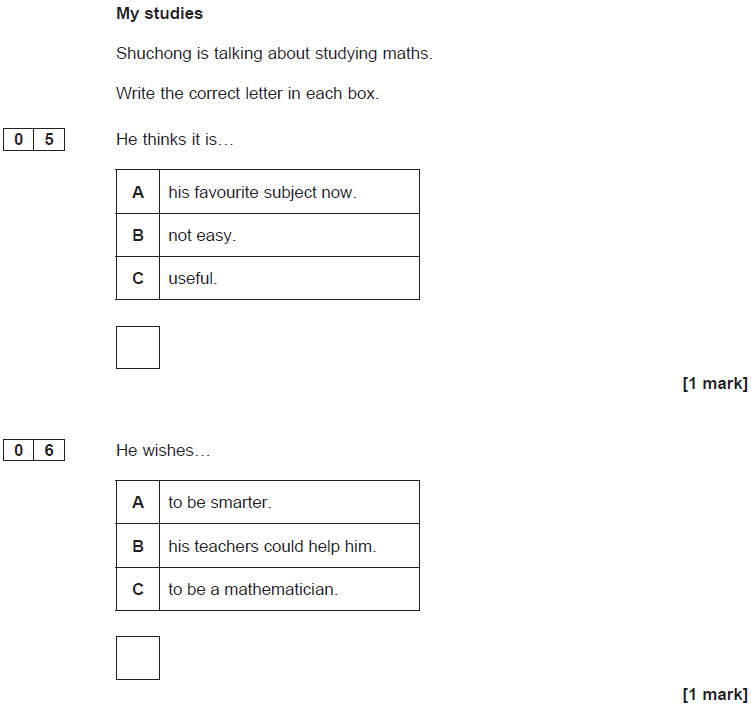 My studies
Shuchong is talking about studying maths.
Write the correct letter in each box.
0 5 He thinks it is…
A his favourite subject now.
B not easy.
C useful.
[1 mark]
0 6 He wishes…
A to be smarter.
B his teachers could help him.
C to be a mathematician.
[1 mark]